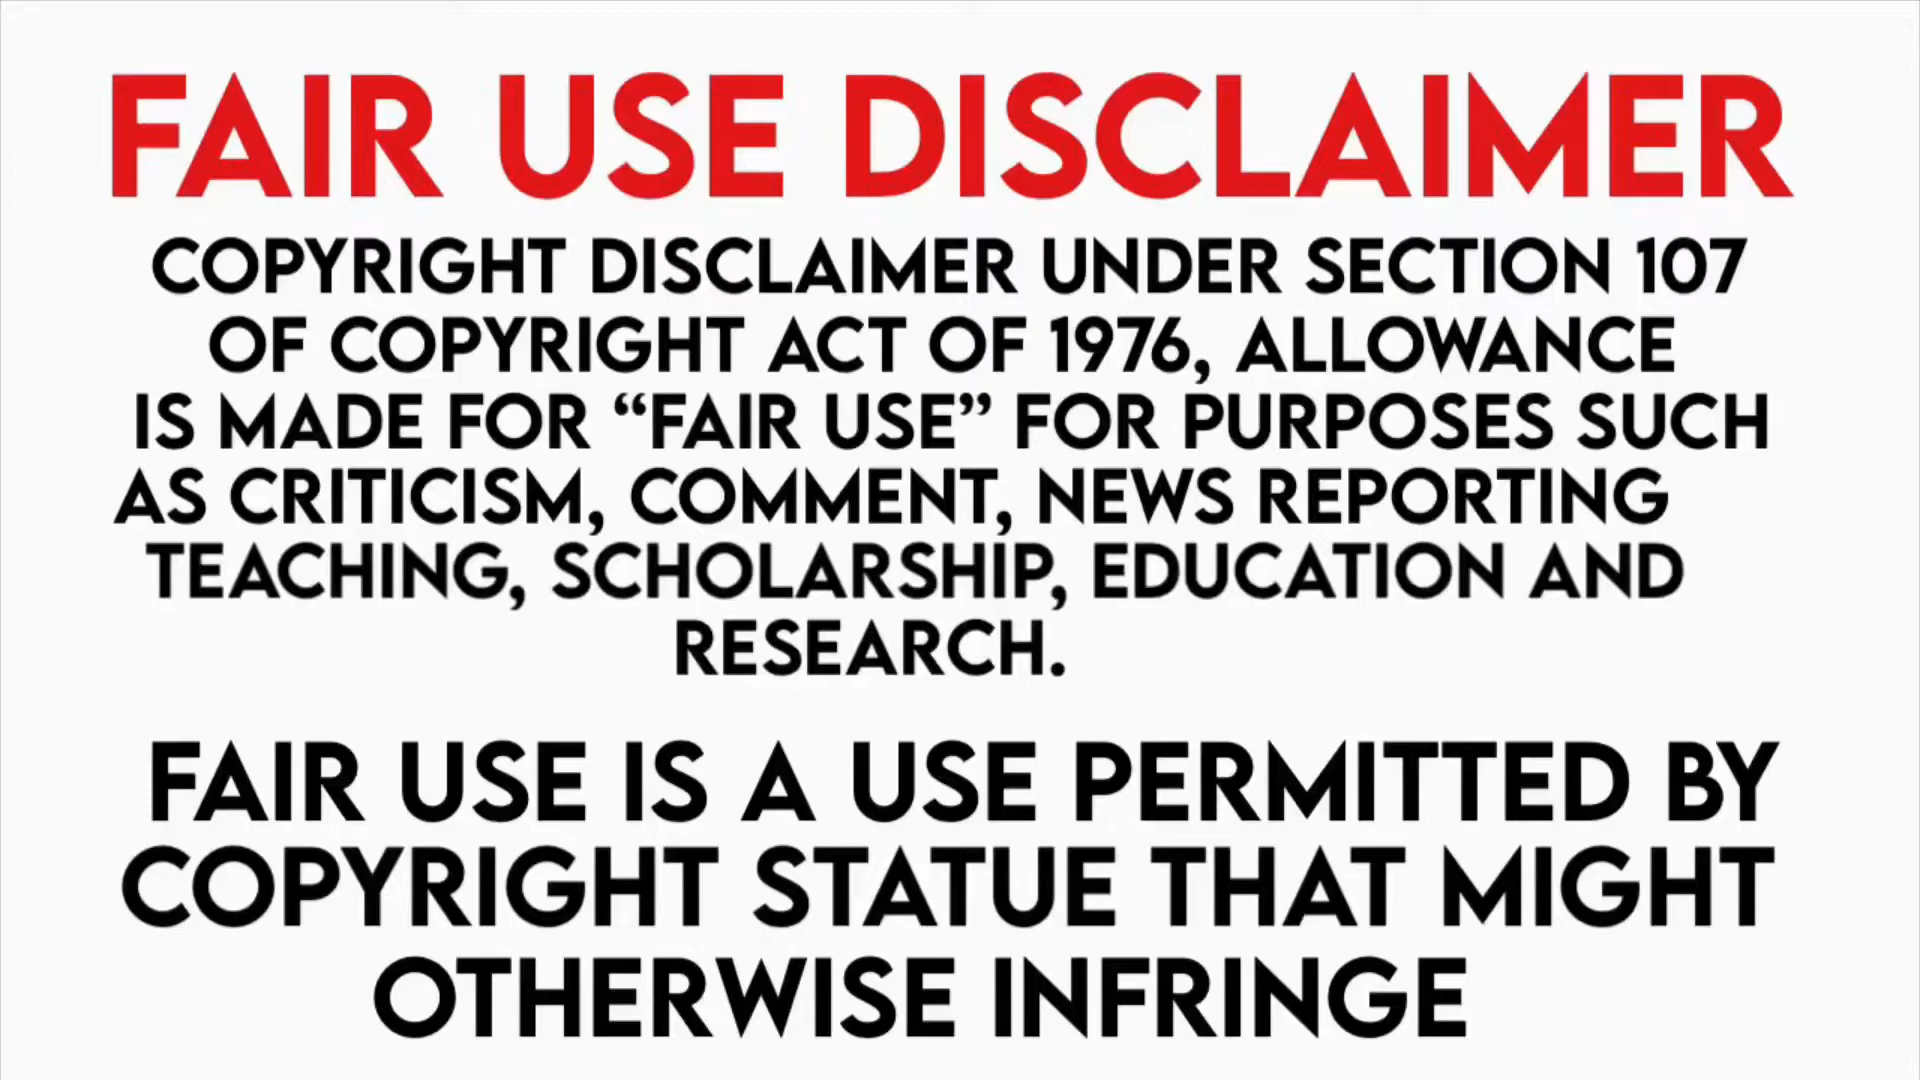 FAIR USE DISCLAIMER
COPYRIGHT DISCLAIMER UNDER SECTION 107
OF COPYRIGHT ACT OF 1976, ALLOWANCE
IS MADE FOR “FAIR USE” FOR PURPOSES SUCH
AS CRITICISM, COMMENT, NEWS REPORTING
TEACHING, SCHOLARSHIP, EDUCATION AND
RESEARCH.
FAIR USE IS A USE PERMITTED BY
COPYRIGHT STATUE THAT MIGHT
OTHERWISE INFRINGE